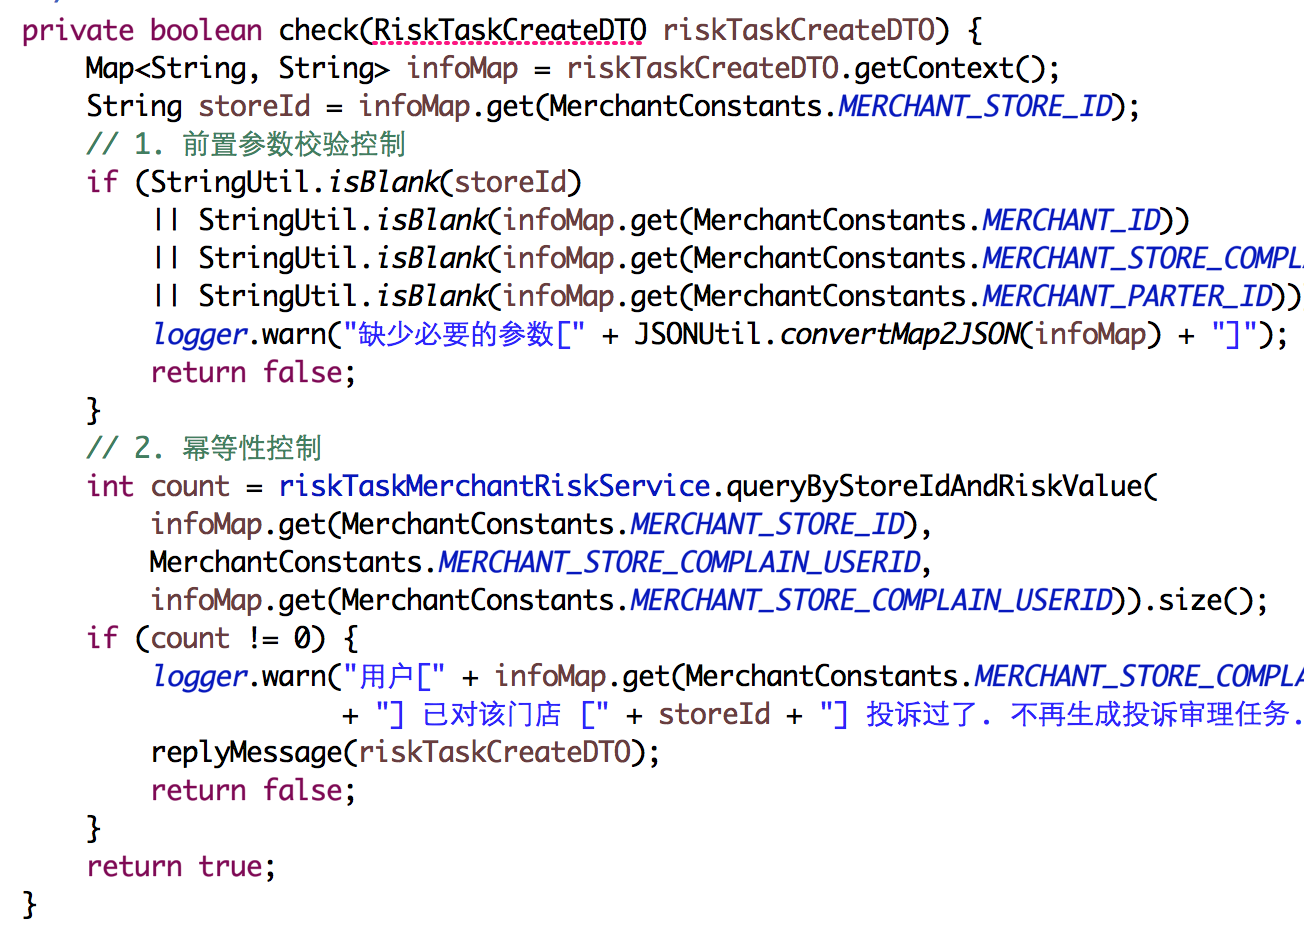 private boolean check(RiskTaskCreateDTO riskTaskCreateDTO) {
    Map<String, String> infoMap = riskTaskCreateDTO.getContext();
    String storeId = infoMap.get(MerchantConstants.MERCHANT_STORE_ID);
    // 1. 前置参数校验控制
    if (StringUtil.isBlank(storeId)
        || StringUtil.isBlank(infoMap.get(MerchantConstants.MERCHANT_ID))
        || StringUtil.isBlank(infoMap.get(MerchantConstants.MERCHANT_STORE_COMPL
        || StringUtil.isBlank(infoMap.get(MerchantConstants.MERCHANT_PARTER_ID))
        logger.warn("缺少必要的参数[" + JSONUtil.convertMap2JSON(infoMap) + "]");
        return false;
    }
    // 2. 幂等性控制
    int count = riskTaskMerchantRiskService.queryByStoreIdAndRiskValue(
        infoMap.get(MerchantConstants.MERCHANT_STORE_ID),
        MerchantConstants.MERCHANT_STORE_COMPLAIN_USERID,
        infoMap.get(MerchantConstants.MERCHANT_STORE_COMPLAIN_USERID)).size();
    if (count != 0) {
        logger.warn("用户[" + infoMap.get(MerchantConstants.MERCHANT_STORE_COMPLA
                    + "] 已对该门店 [" + storeId + "] 投诉过了. 不再生成投诉审理任务.
        replyMessage(riskTaskCreateDTO);
        return false;
    }
    return true;
}